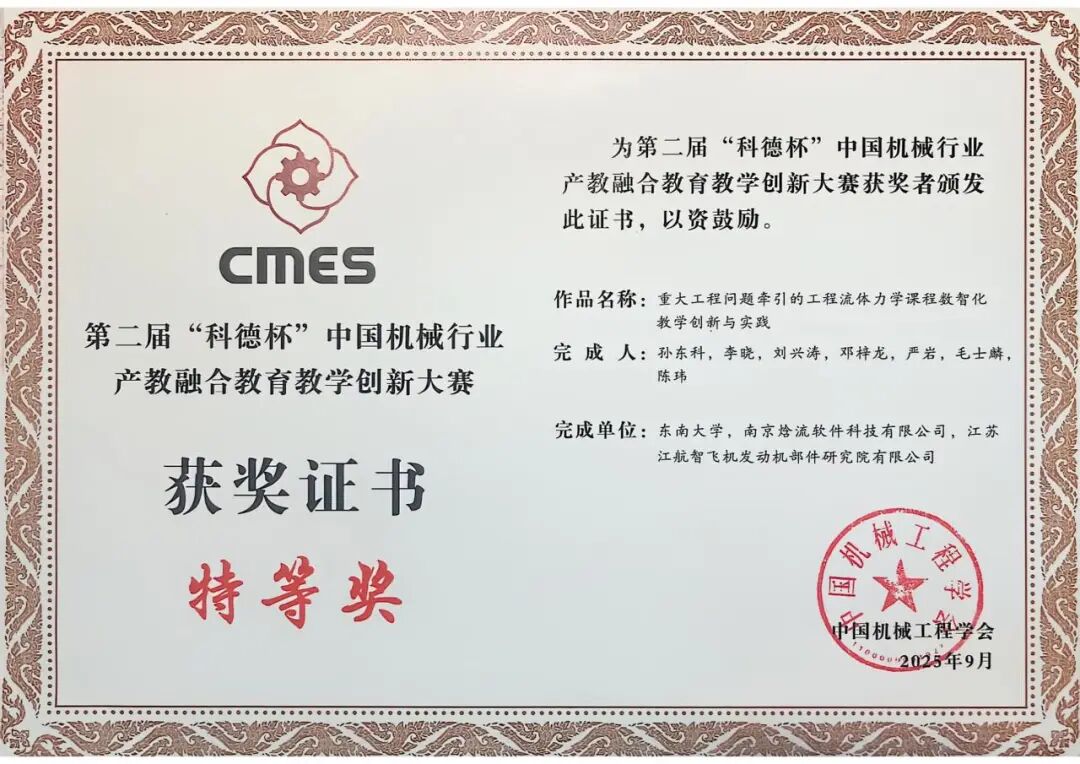 CMES
第二届“科德杯”中国机械行业
产教融合教育教学创新大赛
获奖证书
特等奖
为第二届“科德杯”中国机械行业
产教融合教育教学创新大赛获奖者颁发
此证书，以资鼓励。
作品名称：重大工程问题牵引的工程流体力学课程数智化
教学创新与实践
完成人：孙东科，李晓，刘兴涛，邓梓龙，严岩，毛士麟，
陈玮
完成单位：东南大学，南京焓流软件科技有限公司，江苏
江航智飞机发动机部件研究院有限公司
中国机械工程学会
中国机械工程学会
2025年9月